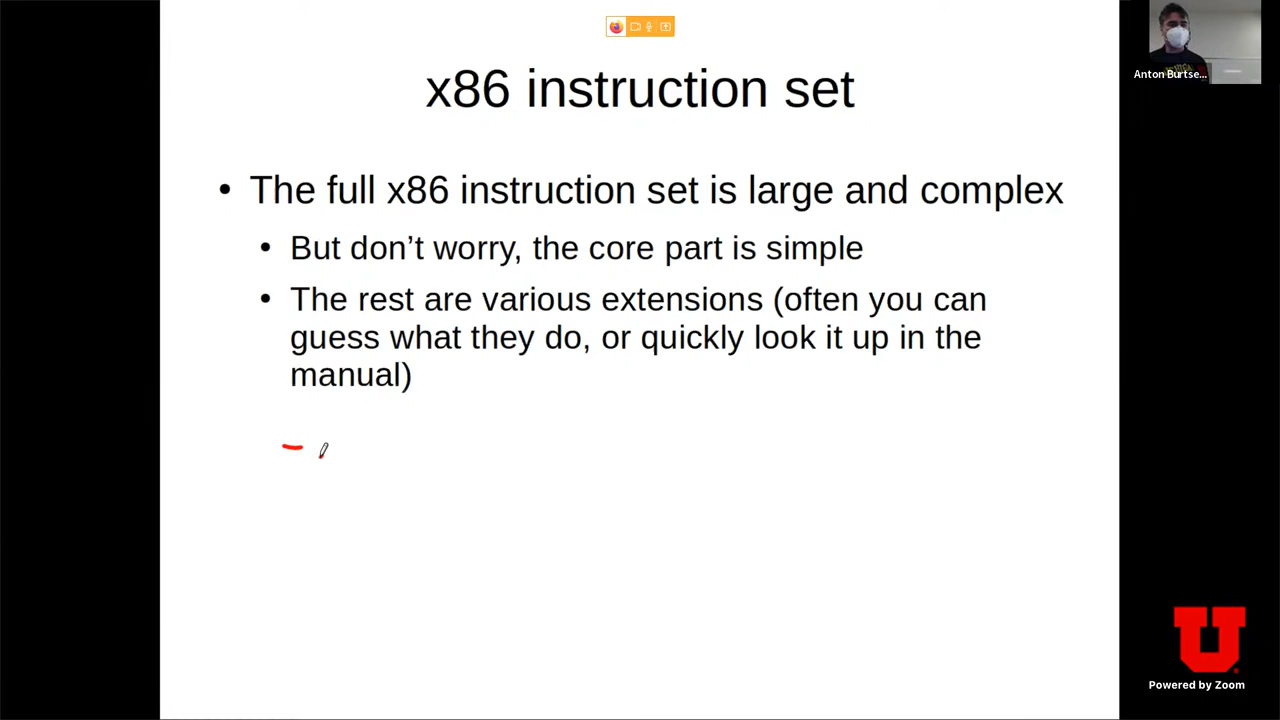 x86 instruction set
• The full x86 instruction set is large and complex
• But don’t worry, the core part is simple
• The rest are various extensions (often you can
guess what they do, or quickly look it up in the
manual)
Anton Burtse...
U
Powered by Zoom